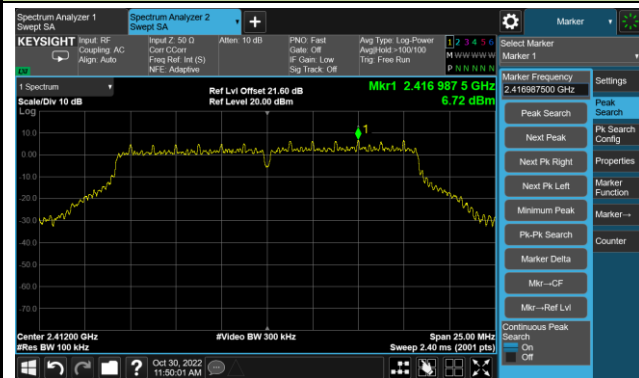 Spectrum Analyzer 1
Swept SA
Spectrum Analyzer 2
Swept SA
Marker
KEYSIGHT
Input: RF
Coupling: AC
Align: Auto
Input Z: 50 Ω
Corr CCorr
Freq Ref: Int (S)
NFE: Adaptive
Atten: 10 dB
PNO: Fast
Gate: Off
IF Gain: Low
Sig Track: Off
Avg Type: Log-Power
Avg|Hold:>100/100
Trig: Free Run
1 2 3 4 5 6
M W W W W W
P N N N N N
LXI
Select Marker
Marker 1
1 Spectrum
Scale/Div 10 dB
Ref Lvl Offset 21.60 dB
Ref Level 20.00 dBm
Mkr1 2.416 987 5 GHz
6.72 dBm
Log
10.0
0.00
-10.0
-20.0
-30.0
-40.0
-50.0
-60.0
-70.0
1
Center 2.41200 GHz
#Res BW 100 kHz
#Video BW 300 kHz
Span 25.00 MHz
Sweep 2.40 ms (2001 pts)
Marker Frequency
2.416987500 GHz
Peak Search
Next Peak
Next Pk Right
Next Pk Left
Minimum Peak
Pk-Pk Search
Marker Delta
Mkr→CF
Mkr→Ref Lvl
Continuous Peak
Search
On
Off
Settings
Peak
Search
Pk Search
Config
Properties
Marker
Function
Marker→
Counter
Oct 30, 2022
11:50:01 AM